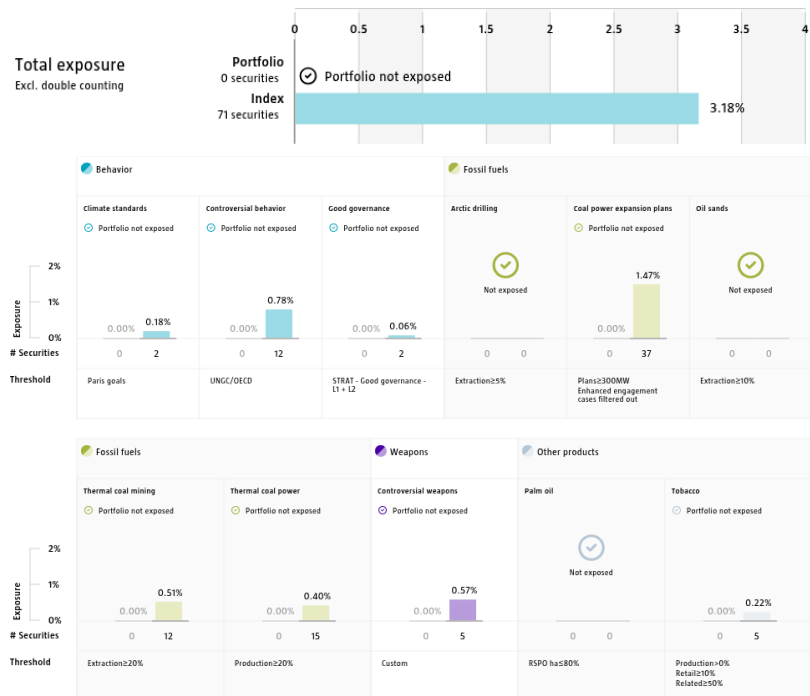 0 0.5 1 1.5 2 2.5 3 3.5 4
Total exposure
Excl. double counting
Portfolio
0 securities
Portfolio not exposed
Index
71 securities
3.18%
Behavior
Fossil fuels
Climate standards
Controversial behavior
Good governance
Arctic drilling
Coal power expansion plans
Oil sands
Portfolio not exposed
Portfolio not exposed
Portfolio not exposed
Not exposed
Portfolio not exposed
Not exposed
Exposure
2%
1%
0%
0.00% 0.18%
0.00% 0.78%
0.00% 0.06%
0.00% 1.47%
# Securities
0 2
0 12
0 2
0 0
0 37
0 0
Threshold
Paris goals
UNGC/OECD
STRAT - Good governance -
L1 + L2
Extraction≥5%
Plans≥300MW
Enhanced engagement
cases filtered out
Extraction≥10%
Fossil fuels
Weapons
Other products
Thermal coal mining
Thermal coal power
Controversial weapons
Palm oil
Tobacco
Portfolio not exposed
Portfolio not exposed
Portfolio not exposed
Not exposed
Portfolio not exposed
Exposure
2%
1%
0%
0.00% 0.51%
0.00% 0.40%
0.00% 0.57%
0.00% 0.22%
# Securities
0 12
0 15
0 5
0 0
0 5
Threshold
Extraction≥20%
Production≥20%
Custom
RSPO ha≤80%
Production>0%
Retail≥10%
Related≥50%